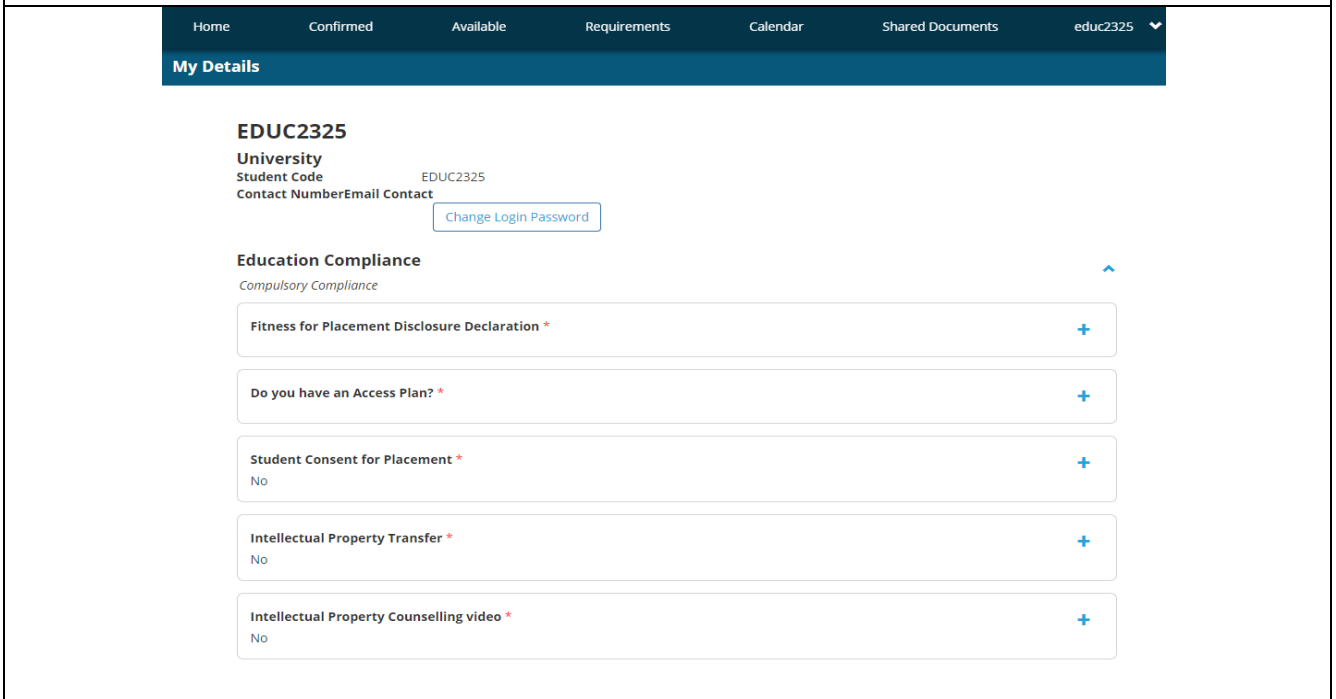 Home Confirmed Available Requirements Calendar Shared Documents educ2325
My Details
EDUC2325
University
Student Code EDUC2325
Contact NumberEmail Contact
Change Login Password
Education Compliance
Compulsory Compliance
Fitness for Placement Disclosure Declaration *
Do you have an Access Plan? *
Student Consent for Placement *
No
Intellectual Property Transfer *
No
Intellectual Property Counselling video *
No